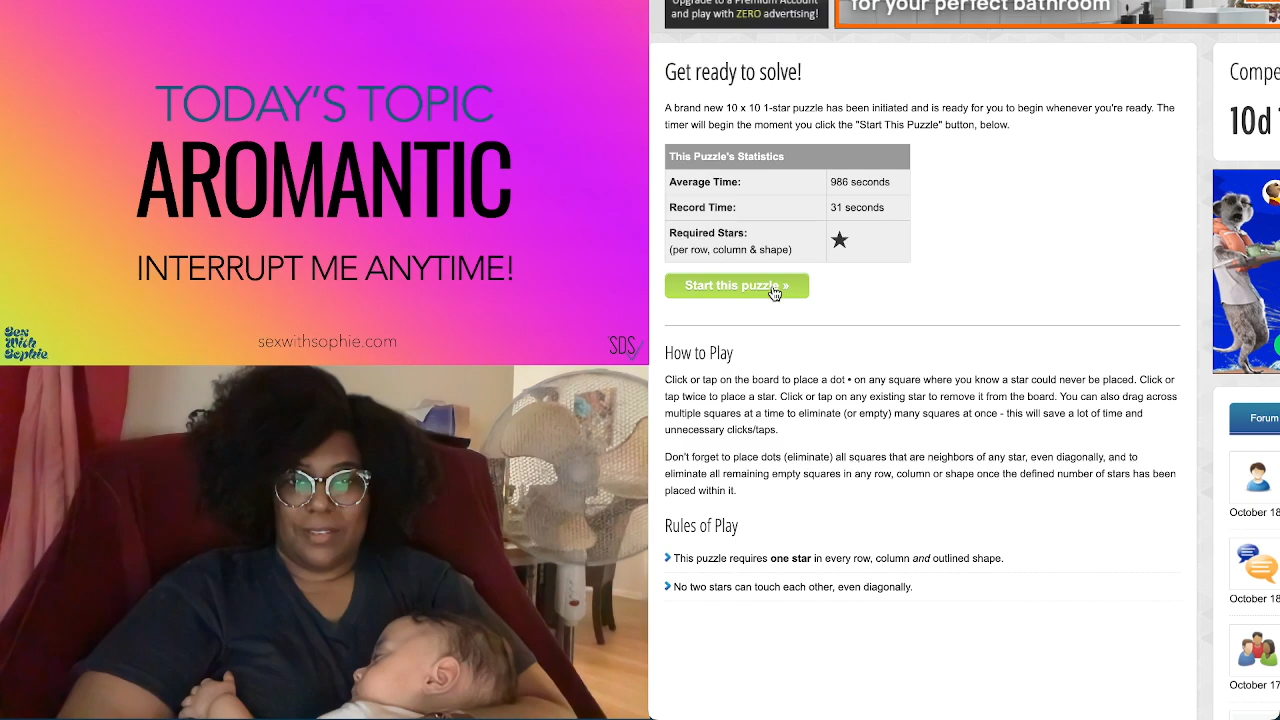 TODAY'S TOPIC
AROMANTIC
INTERRUPT ME ANYTIME!
Sex
With
Sophie
sexwithsophie.com
SDS
Upgrade to a Premium Account
and play with ZERO advertising!
for your perfect bathroom
Get ready to solve!
A brand new 10 x 10 1-star puzzle has been initiated and is ready for you to begin whenever you're ready. The
timer will begin the moment you click the "Start This Puzzle" button, below.
This Puzzle's Statistics
Average Time: 986 seconds
Record Time: 31 seconds
Required Stars:
(per row, column & shape)
Start this puzzle »
How to Play
Click or tap on the board to place a dot • on any square where you know a star could never be placed. Click or
tap twice to place a star. Click or tap on any existing star to remove it from the board. You can also drag across
multiple squares at a time to eliminate (or empty) many squares at once - this will save a lot of time and
unnecessary clicks/taps.
Don't forget to place dots (eliminate) all squares that are neighbors of any star, even diagonally, and to
eliminate all remaining empty squares in any row, column or shape once the defined number of stars has been
placed within it.
Rules of Play
This puzzle requires one star in every row, column and outlined shape.
No two stars can touch each other, even diagonally.
Compe
10d
Forum
October 18
October 18
October 17